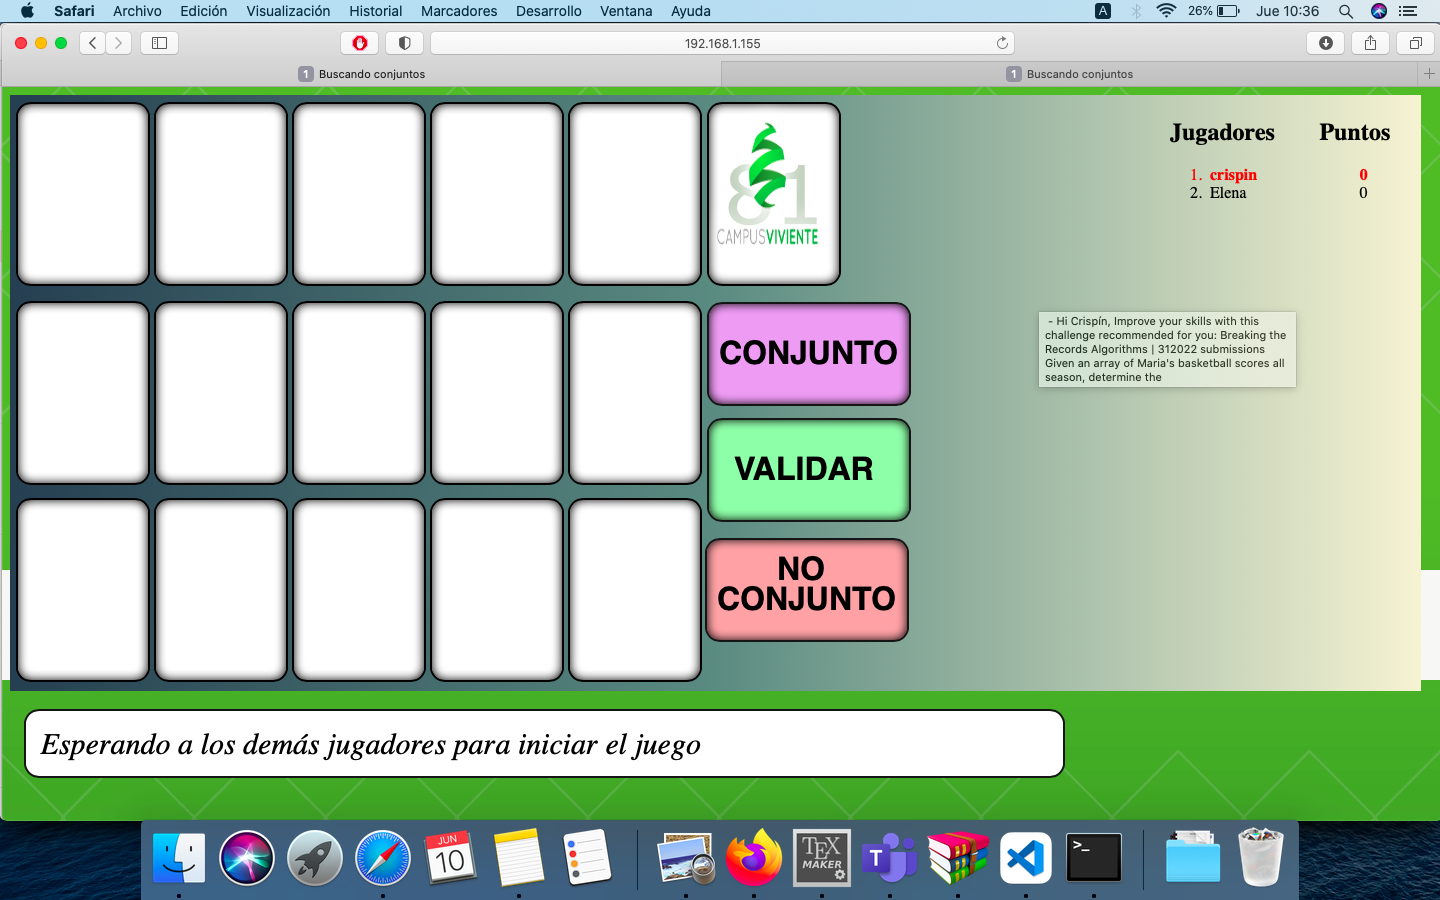 Safari Archivo Edición Visualización Historial Marcadores Desarrollo Ventana Ayuda
A 26% Jue 10:36
192.168.1.155
1 Buscando conjuntos
1 Buscando conjuntos
81
CAMPUSVIVIENTE
Jugadores Puntos
1. crispin 0
2. Elena 0
CONJUNTO
- Hi Crispín, Improve your skills with this
challenge recommended for you: Breaking the
Records Algorithms | 312022 submissions
Given an array of Maria's basketball scores all
season, determine the
VALIDAR
NO
CONJUNTO
Esperando a los demás jugadores para iniciar el juego
JUN
10
TEX
MAKER
T
>_